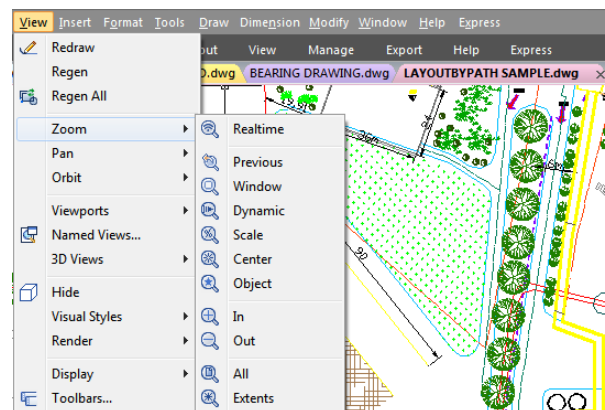 View Insert Format Tools Draw Dimension Modify Window Help Express
out View Manage Export Help Express
O.dwg BEARING DRAWING.dwg LAYOUTBYPATH SAMPLE.dwg
Redraw
Regen
Regen All
Zoom
Pan
Orbit
Viewports
Named Views...
3D Views
Hide
Visual Styles
Render
Display
Toolbars...
Realtime
Previous
Window
Dynamic
Scale
Center
Object
In
Out
All
Extents
36m
90